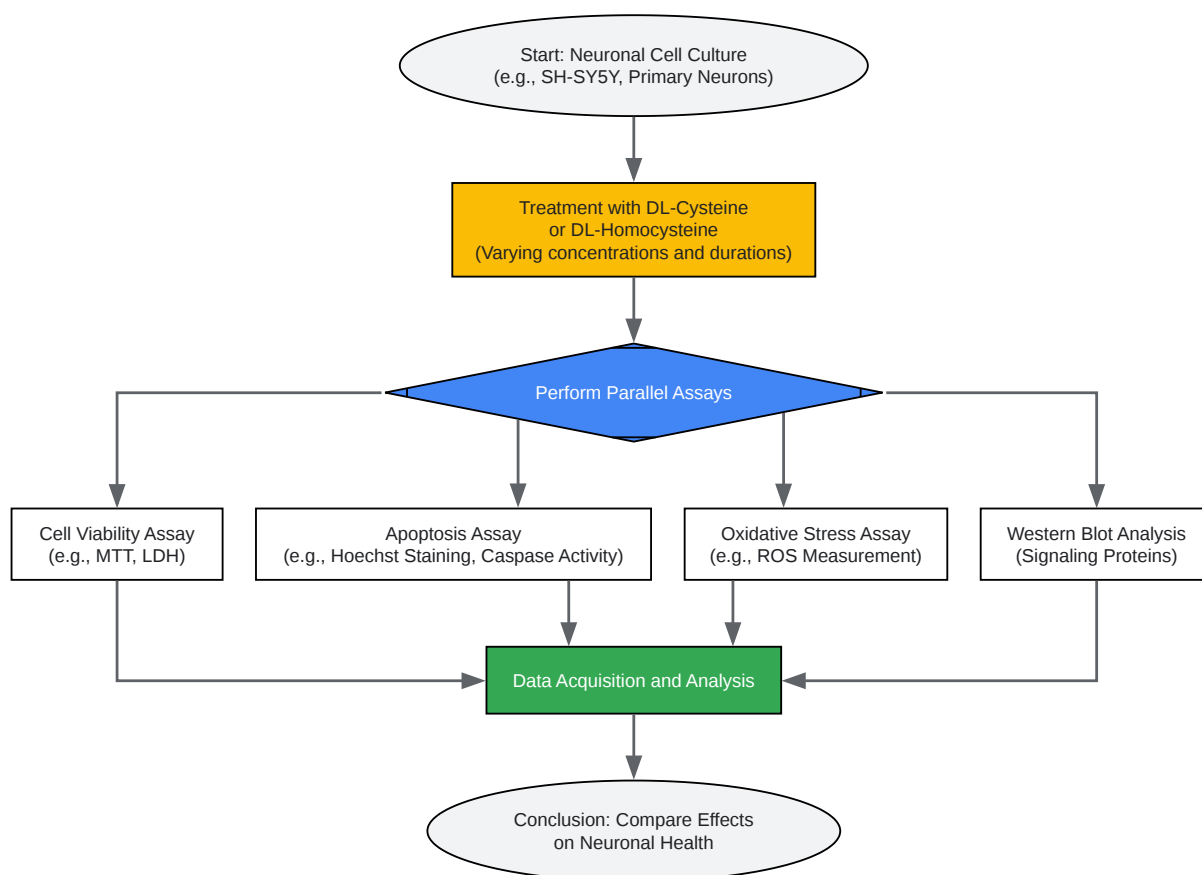 Start: Neuronal Cell Culture
(e.g., SH-SY5Y, Primary Neurons)
Treatment with DL-Cysteine
or DL-Homocysteine
(Varying concentrations and durations)
Perform Parallel Assays
Cell Viability Assay
(e.g., MTT, LDH)
Apoptosis Assay
(e.g., Hoechst Staining, Caspase Activity)
Oxidative Stress Assay
(e.g., ROS Measurement)
Western Blot Analysis
(Signaling Proteins)
Data Acquisition and Analysis
Conclusion: Compare Effects
on Neuronal Health